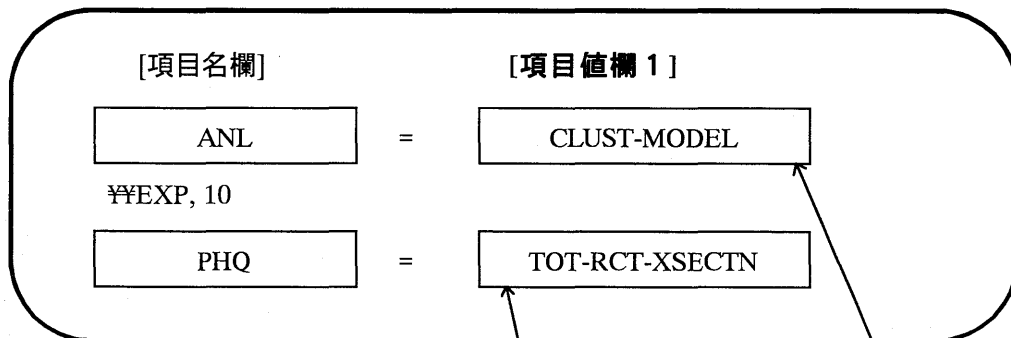 [項目名欄] [項目値欄1]
ANL = CLUST-MODEL
¥¥EXP, 10
PHQ = TOT-RCT-XSECTN